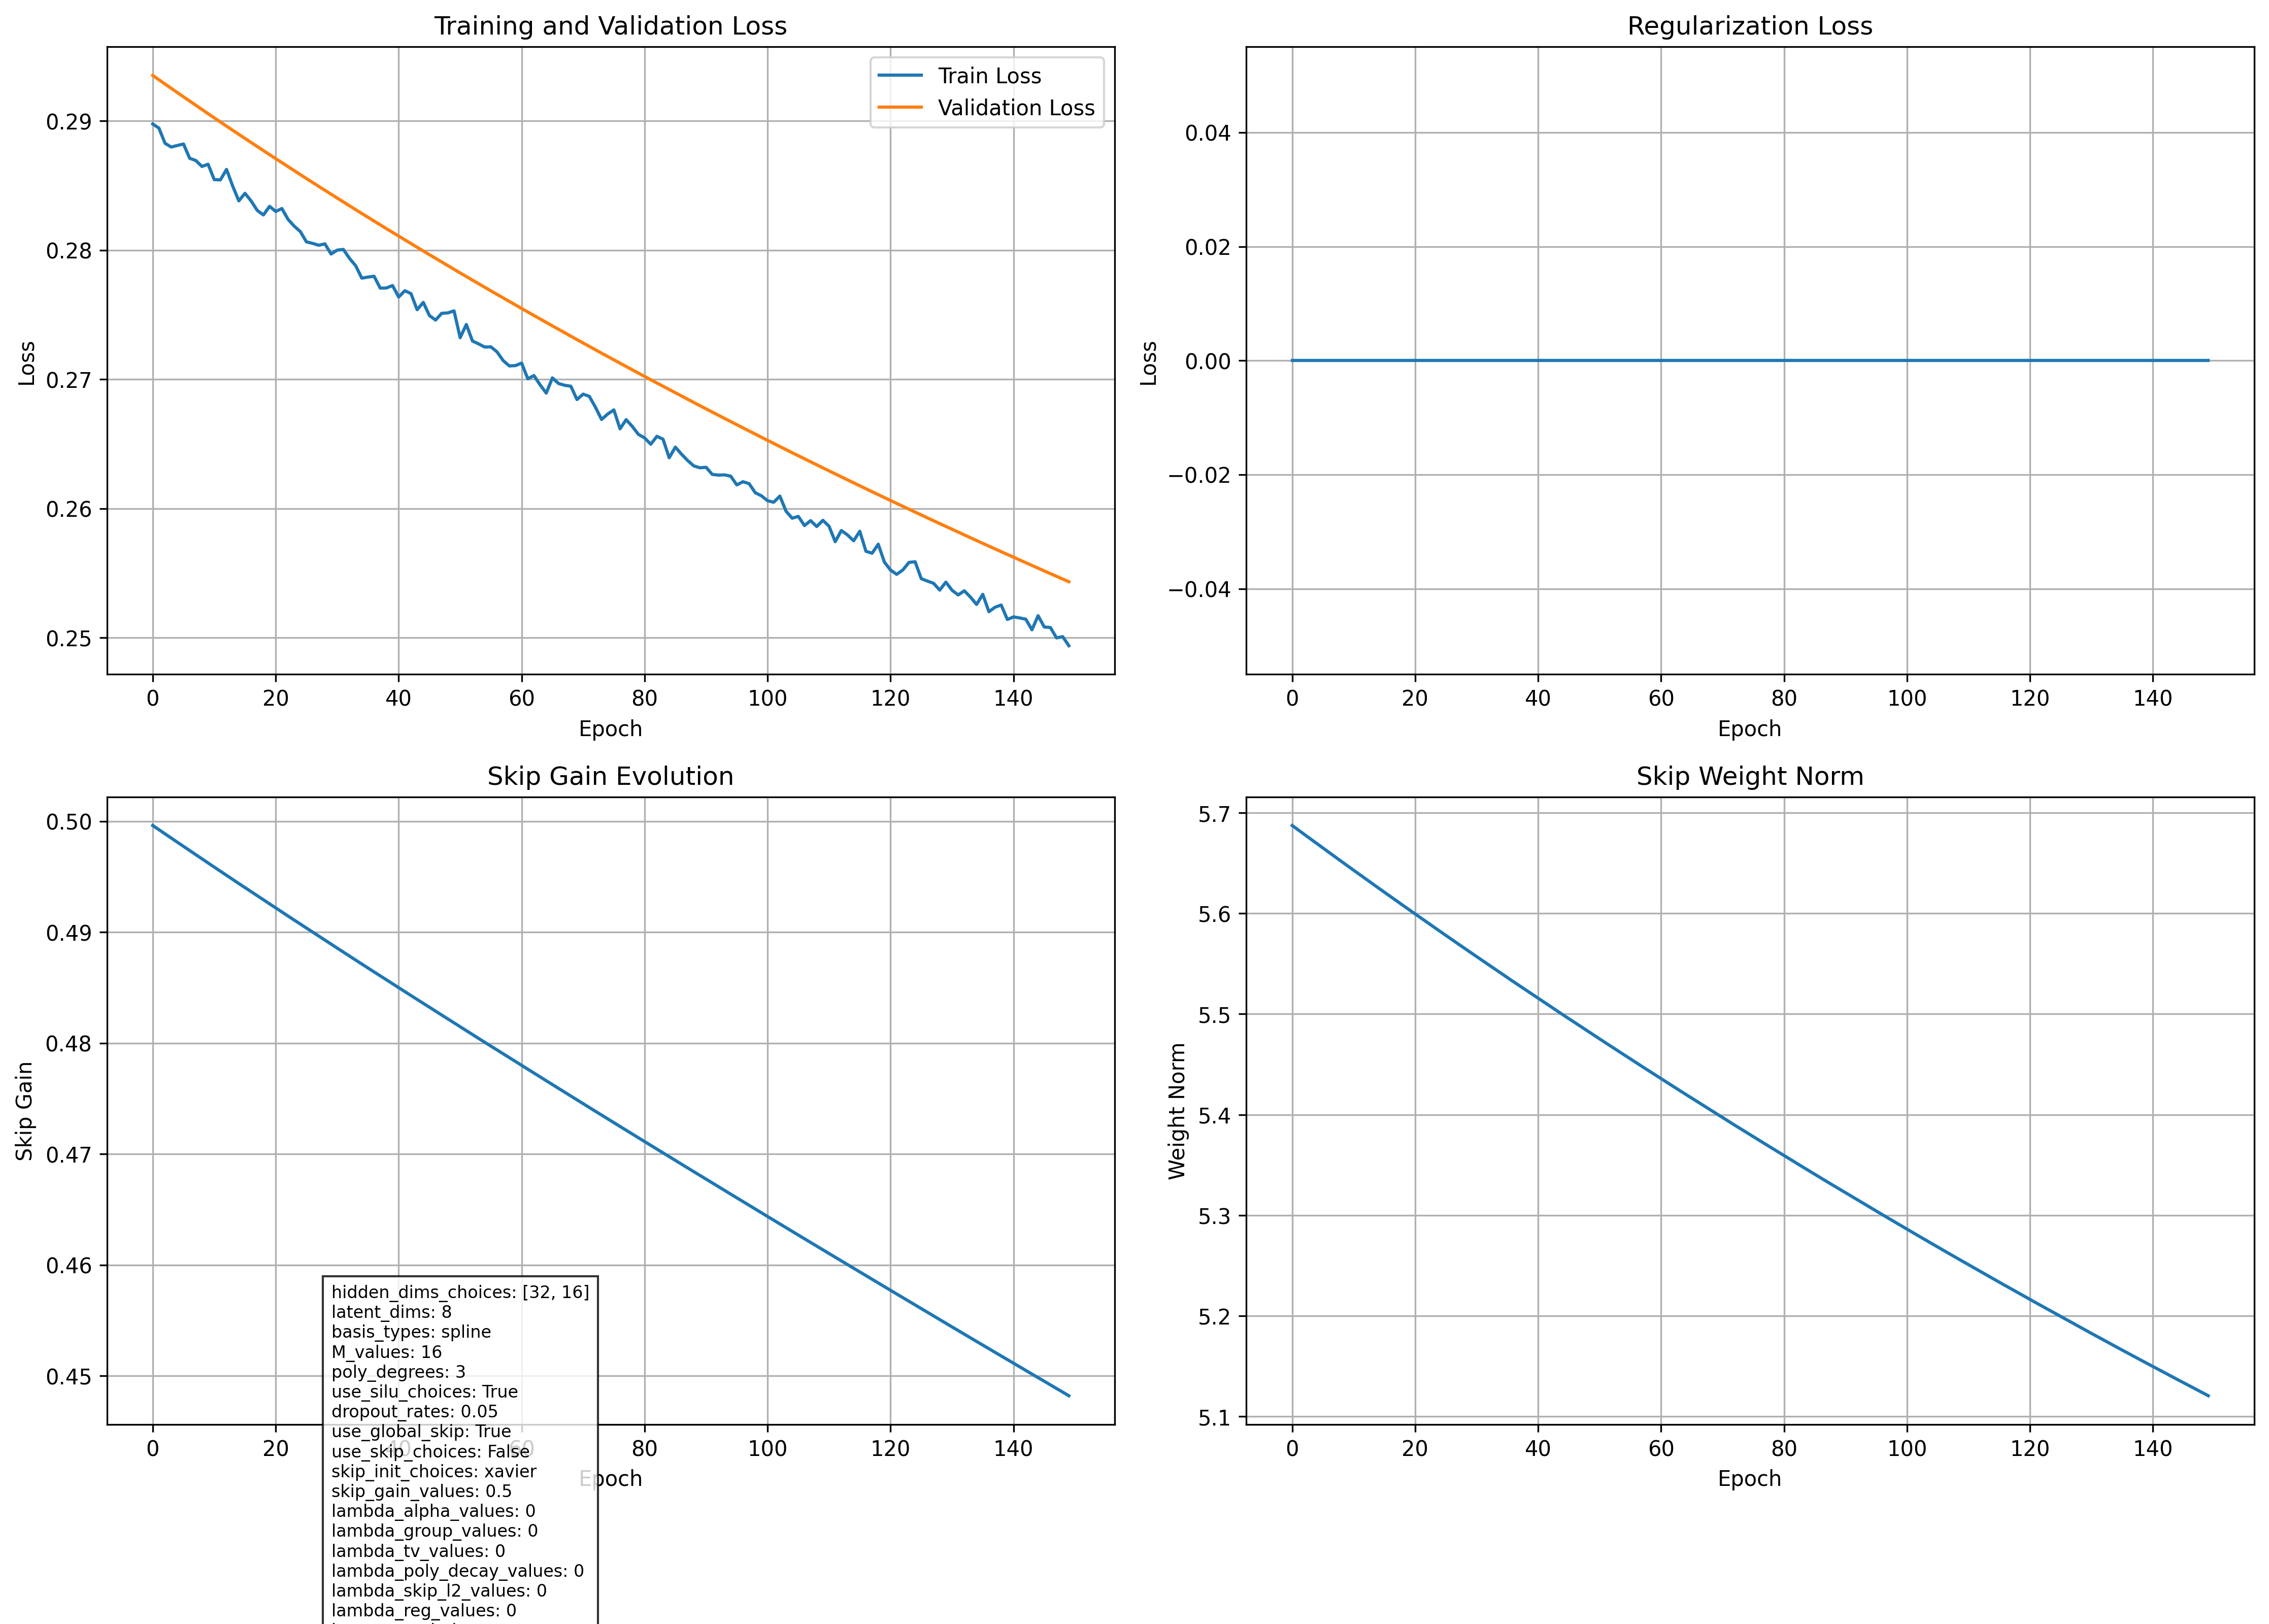 Training and Validation Loss
Loss
0.29
0.28
0.27
0.26
0.25
Train Loss
Validation Loss
0 20 40 60 80 100 120 140
Epoch
Regularization Loss
Loss
0.04
0.02
0.00
−0.02
−0.04
0 20 40 60 80 100 120 140
Epoch
Skip Gain Evolution
Skip Gain
0.50
0.49
0.48
0.47
0.46
0.45
0 20 40 60 80 100 120 140
Epoch
hidden_dims_choices: [32, 16]
latent_dims: 8
basis_types: spline
M_values: 16
poly_degrees: 3
use_silu_choices: True
dropout_rates: 0.05
use_global_skip: True
use_skip_choices: False
skip_init_choices: xavier
skip_gain_values: 0.5
lambda_alpha_values: 0
lambda_group_values: 0
lambda_tv_values: 0
lambda_poly_decay_values: 0
lambda_skip_l2_values: 0
lambda_reg_values: 0
Skip Weight Norm
Weight Norm
5.7
5.6
5.5
5.4
5.3
5.2
5.1
0 20 40 60 80 100 120 140
Epoch